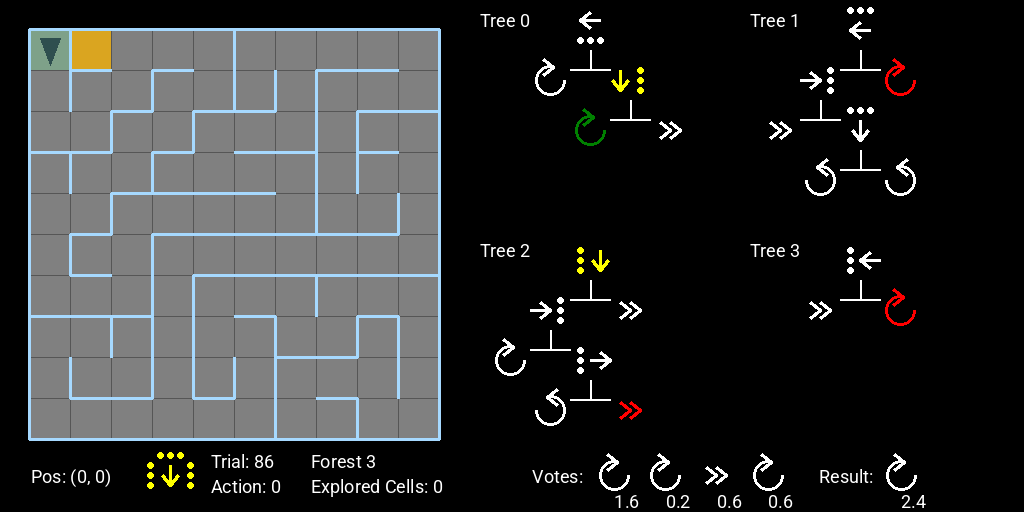 Tree 0
Tree 1
Tree 2
Tree 3
Pos: (0, 0)
Trial: 86
Forest 3
Action: 0
Explored Cells: 0
Votes:
1.6
0.2
0.6
0.6
Result:
2.4